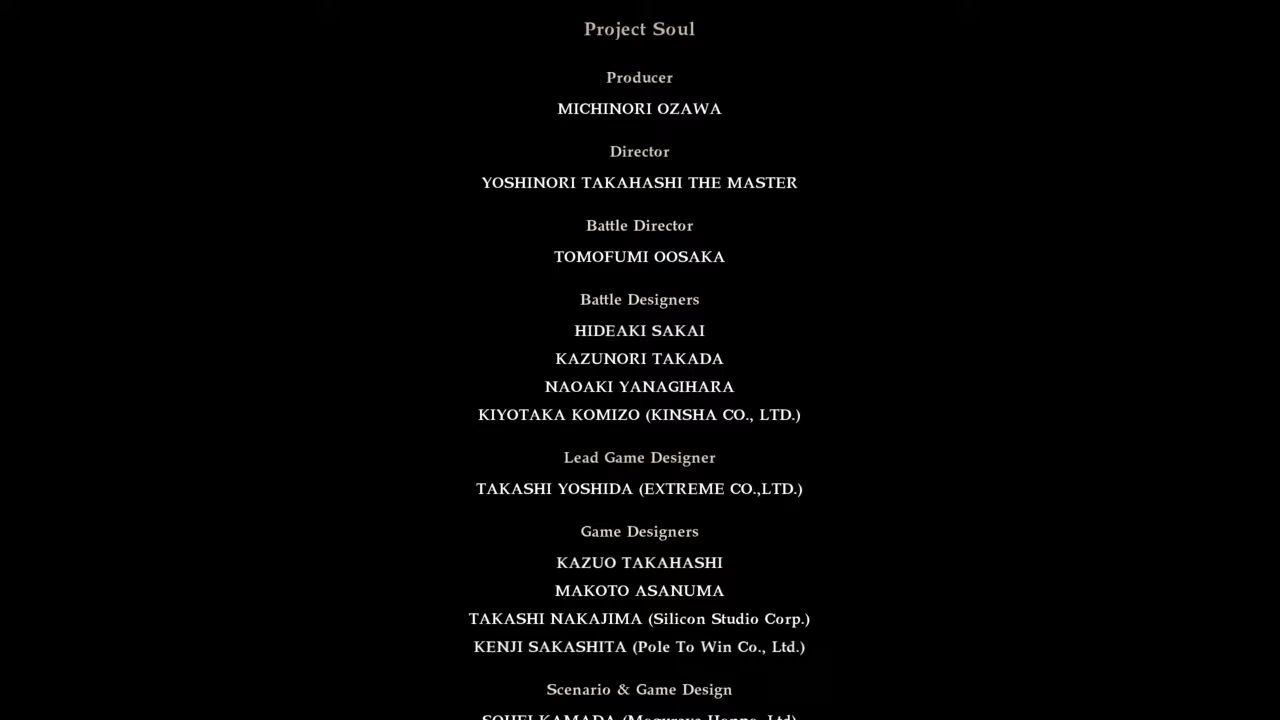 Project Soul
Producer
MICHINORI OZAWA
Director
YOSHINORI TAKAHASHI THE MASTER
Battle Director
TOMOFUMI OOSAKA
Battle Designers
HIDEAKI SAKAI
KAZUNORI TAKADA
NAOAKI YANAGIHARA
KIYOTAKA KOMIZO (KINSHA CO., LTD.)
Lead Game Designer
TAKASHI YOSHIDA (EXTREME CO.,LTD.)
Game Designers
KAZUO TAKAHASHI
MAKOTO ASANUMA
TAKASHI NAKAJIMA (Silicon Studio Corp.)
KENJI SAKASHITA (Pole To Win Co., Ltd.)
Scenario & Game Design
KAMADA